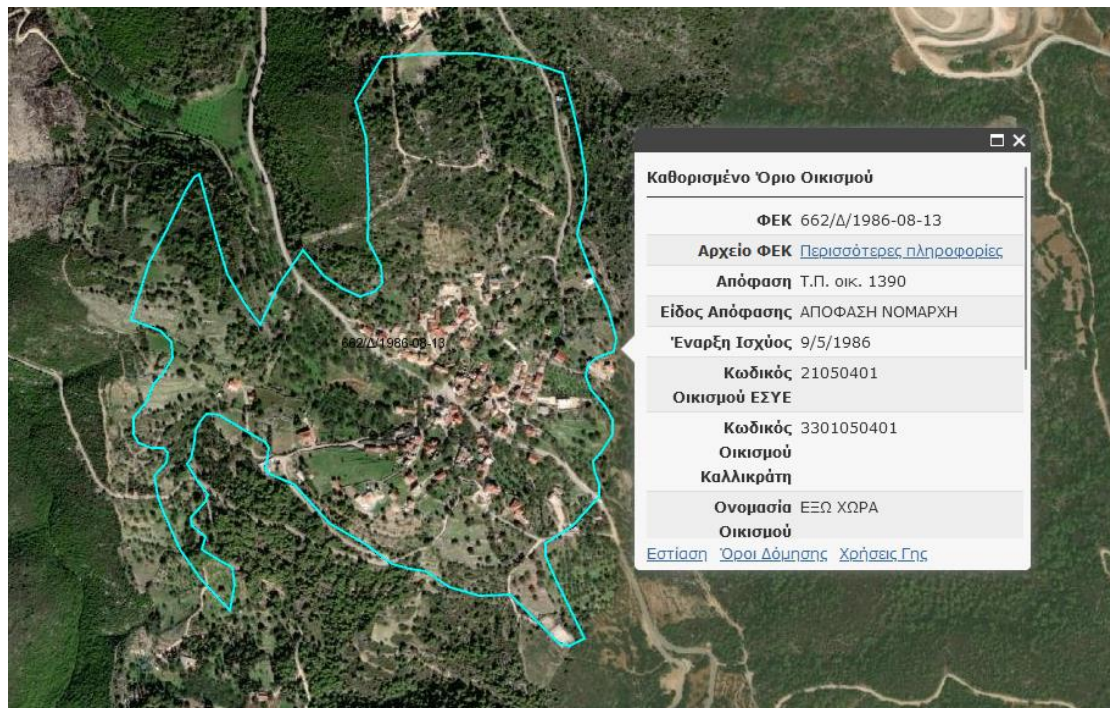 662/Δ/1986-08-13
Καθορισμένο Όριο Οικισμού
ΦΕΚ 662/Δ/1986-08-13
Αρχείο ΦΕΚ Περισσότερες πληροφορίες
Απόφαση Τ.Π. οικ. 1390
Είδος Απόφασης ΑΠΟΦΑΣΗ ΝΟΜΑΡΧΗ
Έναρξη Ισχύος 9/5/1986
Κωδικός 21050401
Οικισμού ΕΣΥΕ
Κωδικός 3301050401
Οικισμού
Καλλικράτη
Ονομασία ΕΞΩ ΧΩΡΑ
Οικισμού
Εστίαση Όροι Δόμησης Χρήσεις Γης